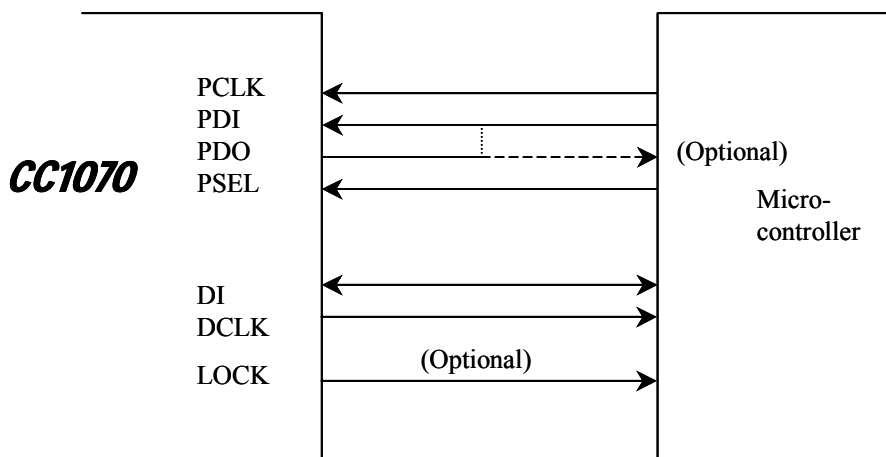 PCLK
PDI
PDO
(Optional)
CC1070
PSEL
Micro-
controller
DI
DCLK
(Optional)
LOCK